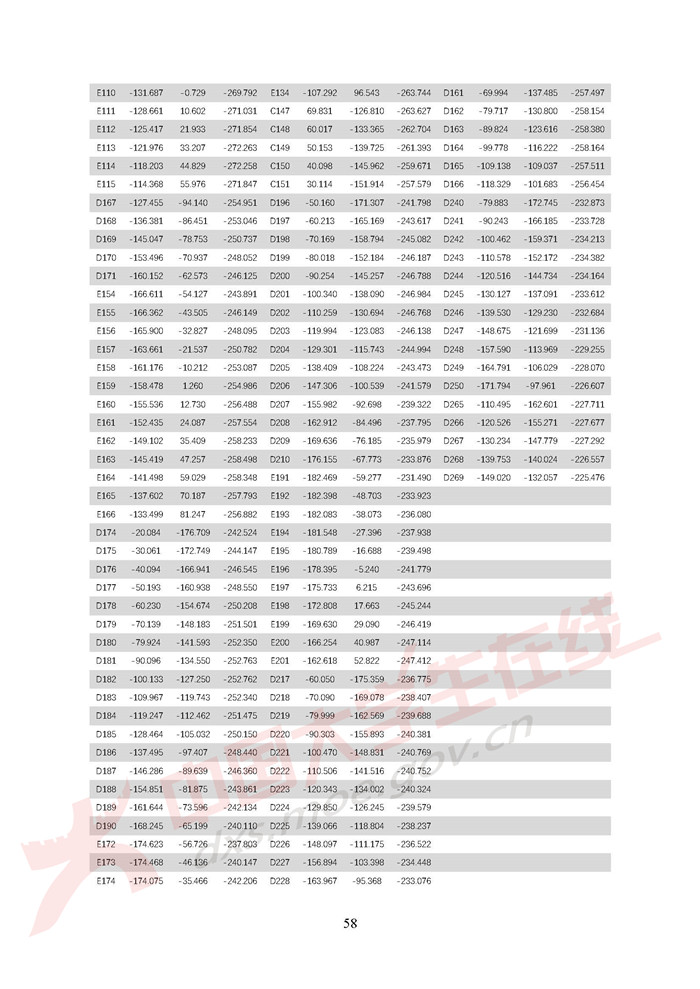 E110 -131.687 -0.729 -269.792 E134 -107.292 96.543 -263.744 D161 -69.994 -137.485 -257.497
E111 -128.661 10.602 -271.031 C147 69.831 -126.810 -263.627 D162 -79.717 -130.800 -258.154
E112 -125.417 21.933 -271.854 C148 60.017 -133.365 -262.704 D163 -89.824 -123.616 -258.380
E113 -121.976 33.207 -272.263 C149 50.153 -139.725 -261.393 D164 -99.778 -116.222 -258.164
E114 -118.203 44.829 -272.258 C150 40.098 -145.962 -259.671 D165 -109.138 -109.037 -257.511
E115 -114.368 55.976 -271.847 C151 30.114 -151.914 -257.579 D166 -118.329 -101.683 -256.454
D167 -127.455 -94.140 -254.951 D196 -50.160 -171.307 -241.798 D240 -79.883 -172.745 -232.873
D168 -136.381 -86.451 -253.046 D197 -60.213 -165.169 -243.617 D241 -90.243 -166.185 -233.728
D169 -145.047 -78.753 -250.737 D198 -70.169 -158.794 -245.082 D242 -100.462 -159.371 -234.213
D170 -153.496 -70.937 -248.052 D199 -80.018 -152.184 -246.187 D243 -110.578 -152.172 -234.382
D171 -160.152 -62.573 -246.125 D200 -90.254 -145.257 -246.788 D244 -120.516 -144.734 -234.164
E154 -166.611 -54.127 -243.891 D201 -100.340 -138.090 -246.984 D245 -130.127 -137.091 -233.612
E155 -166.362 -43.505 -246.149 D202 -110.259 -130.694 -246.768 D246 -139.530 -129.230 -232.684
E156 -165.900 -32.827 -248.095 D203 -119.994 -123.083 -246.138 D247 -148.675 -121.699 -231.136
E157 -163.661 -21.537 -250.782 D204 -129.301 -115.743 -244.994 D248 -157.590 -113.969 -229.255
E158 -161.176 -10.212 -253.087 D205 -138.409 -108.224 -243.473 D249 -164.791 -106.029 -228.070
E159 -158.478 1.260 -254.986 D206 -147.306 -100.539 -241.579 D250 -171.794 -97.961 -226.607
E160 -155.536 12.730 -256.488 D207 -155.982 -92.698 -239.322 D265 -110.495 -162.601 -227.711
E161 -152.435 24.087 -257.554 D208 -162.912 -84.496 -237.795 D266 -120.526 -155.271 -227.677
E162 -149.102 35.409 -258.233 D209 -169.636 -76.185 -235.979 D267 -130.234 -147.779 -227.292
E163 -145.419 47.257 -258.498 D210 -176.155 -67.773 -233.876 D268 -139.753 -140.024 -226.557
E164 -141.498 59.029 -258.348 E191 -182.469 -59.277 -231.490 D269 -149.020 -132.057 -225.476
E165 -137.602 70.187 -257.793 E192 -182.398 -48.703 -233.923
E166 -133.499 81.247 -256.882 E193 -182.083 -38.073 -236.080
D174 -20.084 -176.709 -242.524 E194 -181.548 -27.396 -237.938
D175 -30.061 -172.749 -244.147 E195 -180.789 -16.688 -239.498
D176 -40.094 -166.941 -246.545 E196 -178.395 -5.240 -241.779
D177 -50.193 -160.938 -248.550 E197 -175.733 6.215 -243.696
D178 -60.230 -154.674 -250.208 E198 -172.808 17.663 -245.244
D179 -70.139 -148.183 -251.501 E199 -169.630 29.090 -246.419
D180 -79.924 -141.593 -252.350 E200 -166.254 40.987 -247.114
D181 -90.096 -134.550 -252.763 E201 -162.618 52.822 -247.412
D182 -100.133 -127.250 -252.762 D217 -60.050 -175.359 -236.775
D183 -109.967 -119.743 -252.340 D218 -70.090 -169.078 -238.407
D184 -119.247 -112.462 -251.475 D219 -79.999 -162.569 -239.688
D185 -128.464 -105.032 -250.150 D220 -90.303 -155.893 -240.381
D186 -137.495 -97.407 -248.440 D221 -100.470 -148.831 -240.769
D187 -146.286 -89.639 -246.360 D222 -110.506 -141.516 -240.752
D188 -154.851 -81.875 -243.861 D223 -120.343 -134.002 -240.324
D189 -161.644 -73.596 -242.134 D224 -129.850 -126.245 -239.579
D190 -168.245 -65.199 -240.110 D225 -139.066 -118.804 -238.237
E172 -174.623 -56.726 -237.803 D226 -148.097 -111.175 -236.522
E173 -174.468 -46.136 -240.147 D227 -156.894 -103.398 -234.448
E174 -174.075 -35.466 -242.206 D228 -163.967 -95.368 -233.076
中国大学生在线
dxs.moe.gov.cn
58